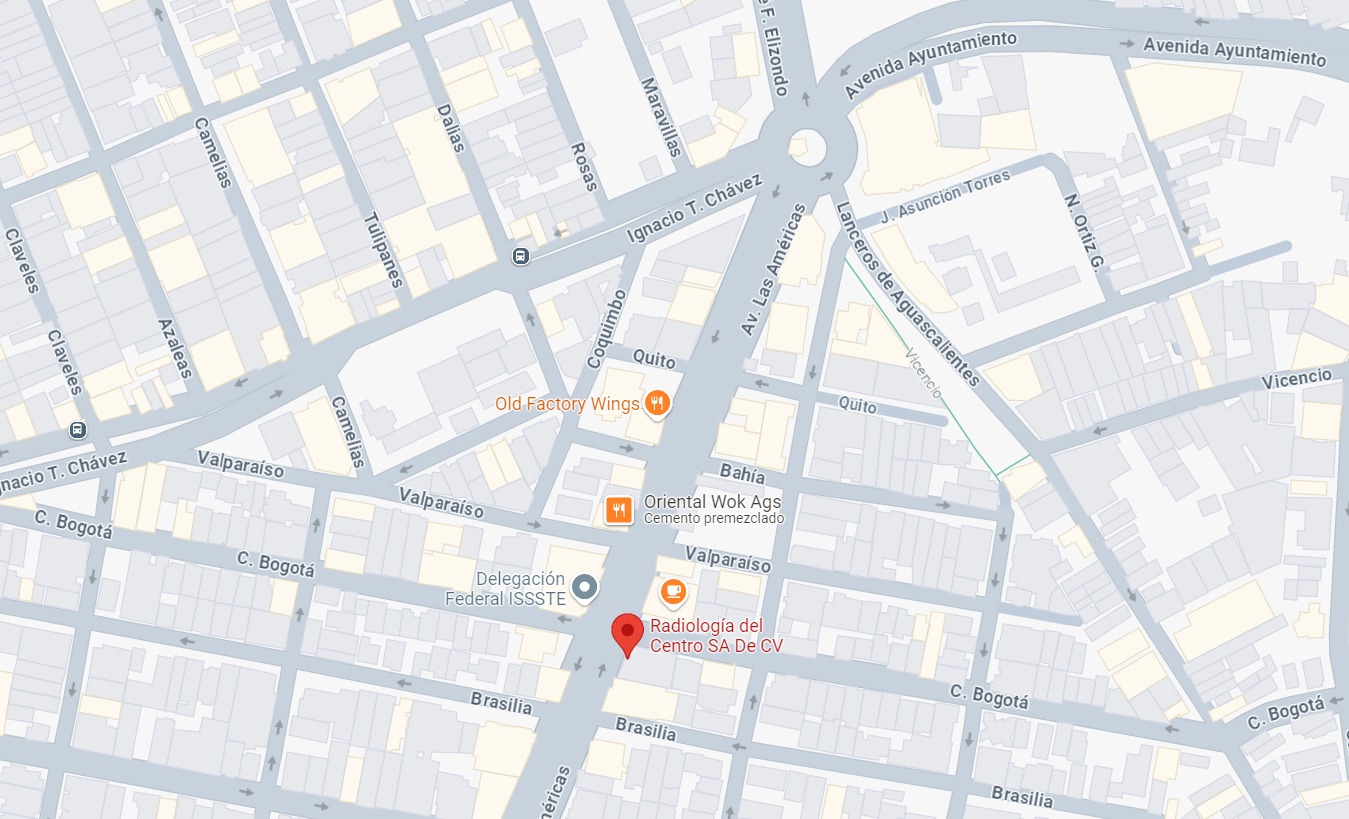 e F. Elizondo
Avenida Ayuntamiento
Avenida Ayuntamiento
Maravillas
Dalias
Camelias
Rosas
Ignacio T. Chávez
J. Asunción Torres
N. Ortiz G.
Tulipanes
Claveles
Av. Las Américas
Lanceros de Aguascalientes
Coquimbo
Azaleas
Claveles
Quito
Vicencio
Vicencio
Old Factory Wings
Quito
Camelias
nacio T. Chávez
Valparaíso
Bahía
Valparaíso
Oriental Wok Ags
Cemento premezclado
C. Bogotá
C. Bogotá
Valparaíso
Delegación
Federal ISSSTE
Radiología del
Centro SA De CV
C. Bogotá
C. Bogotá
Brasilia
Brasilia
Brasilia
méricas